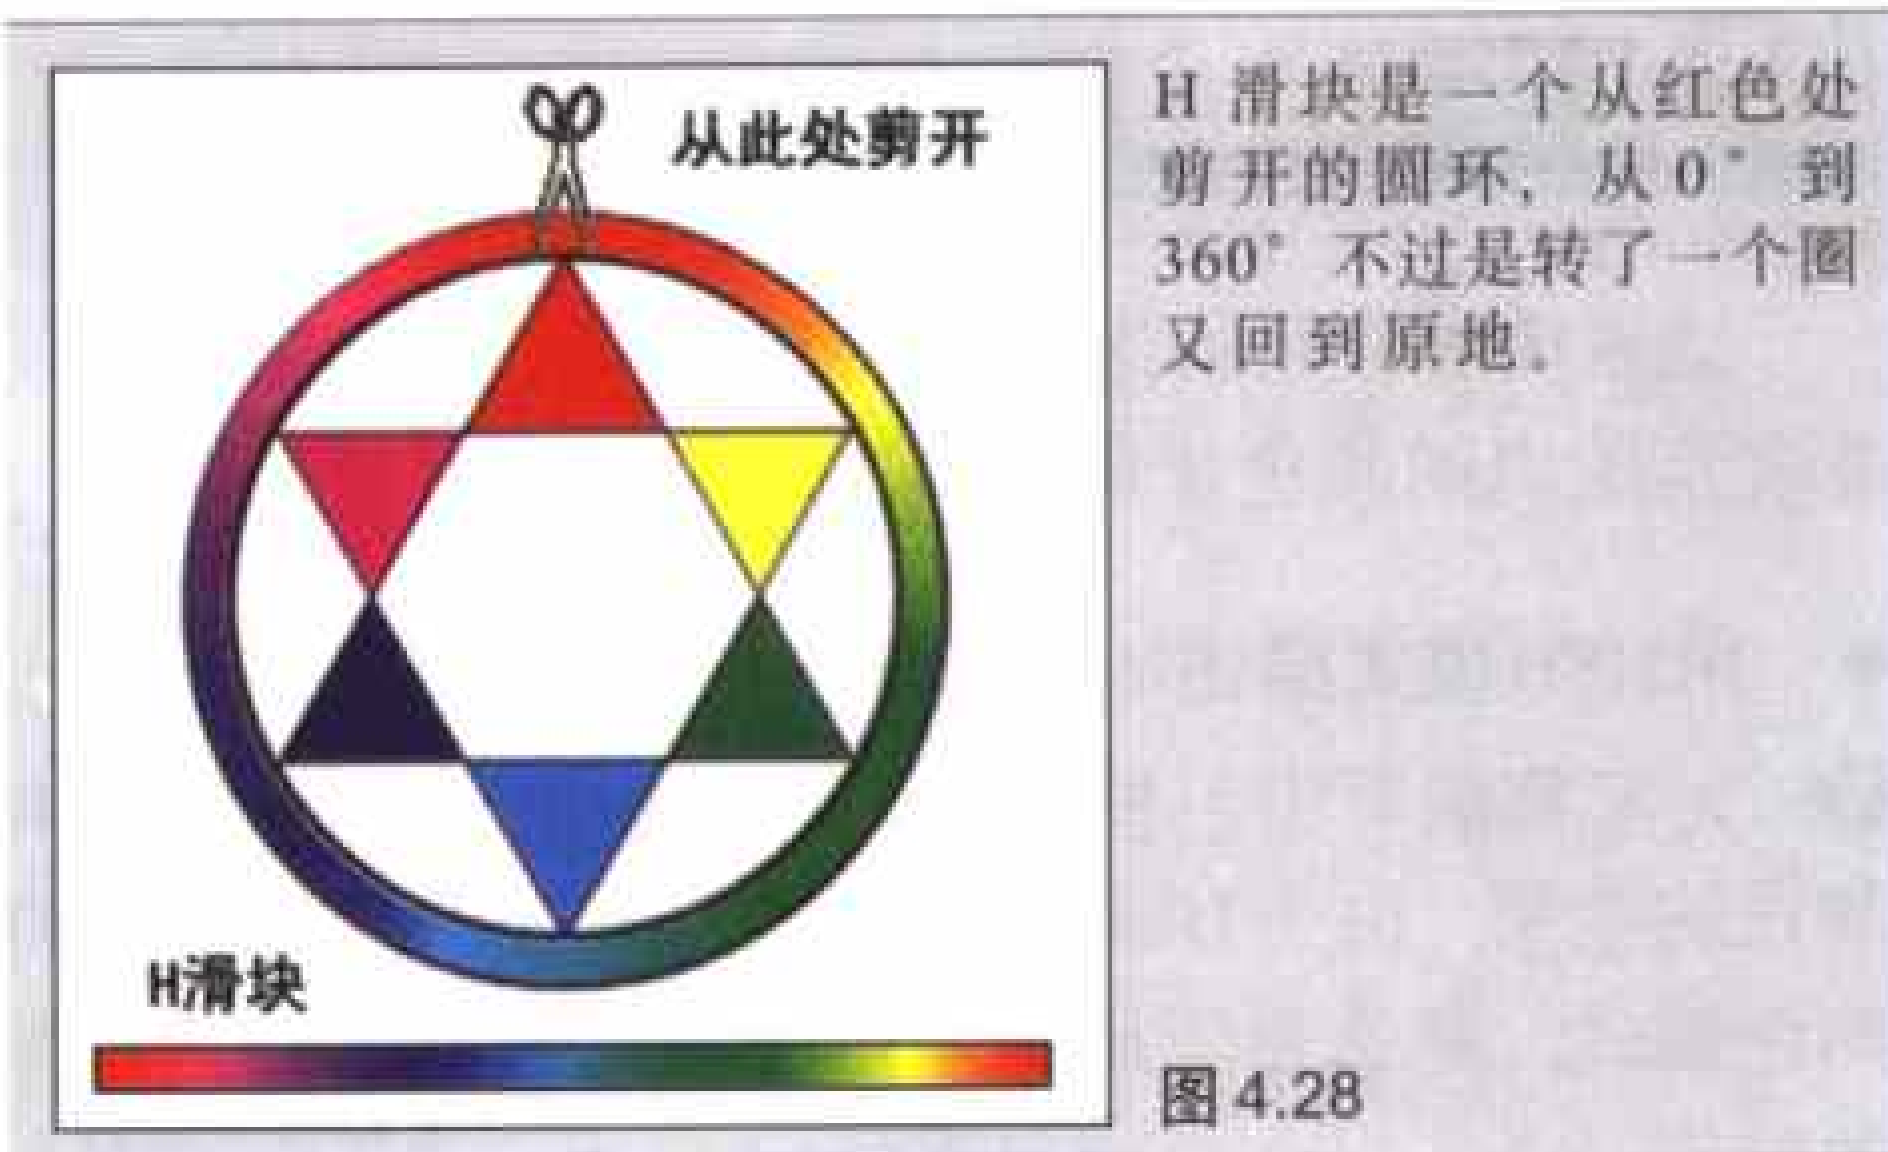 从此处剪开
H滑块
H 滑块是一个从红色处
剪开的圆环, 从 0° 到
360° 不过是转了一个圈
又回到原地。
图 4.28